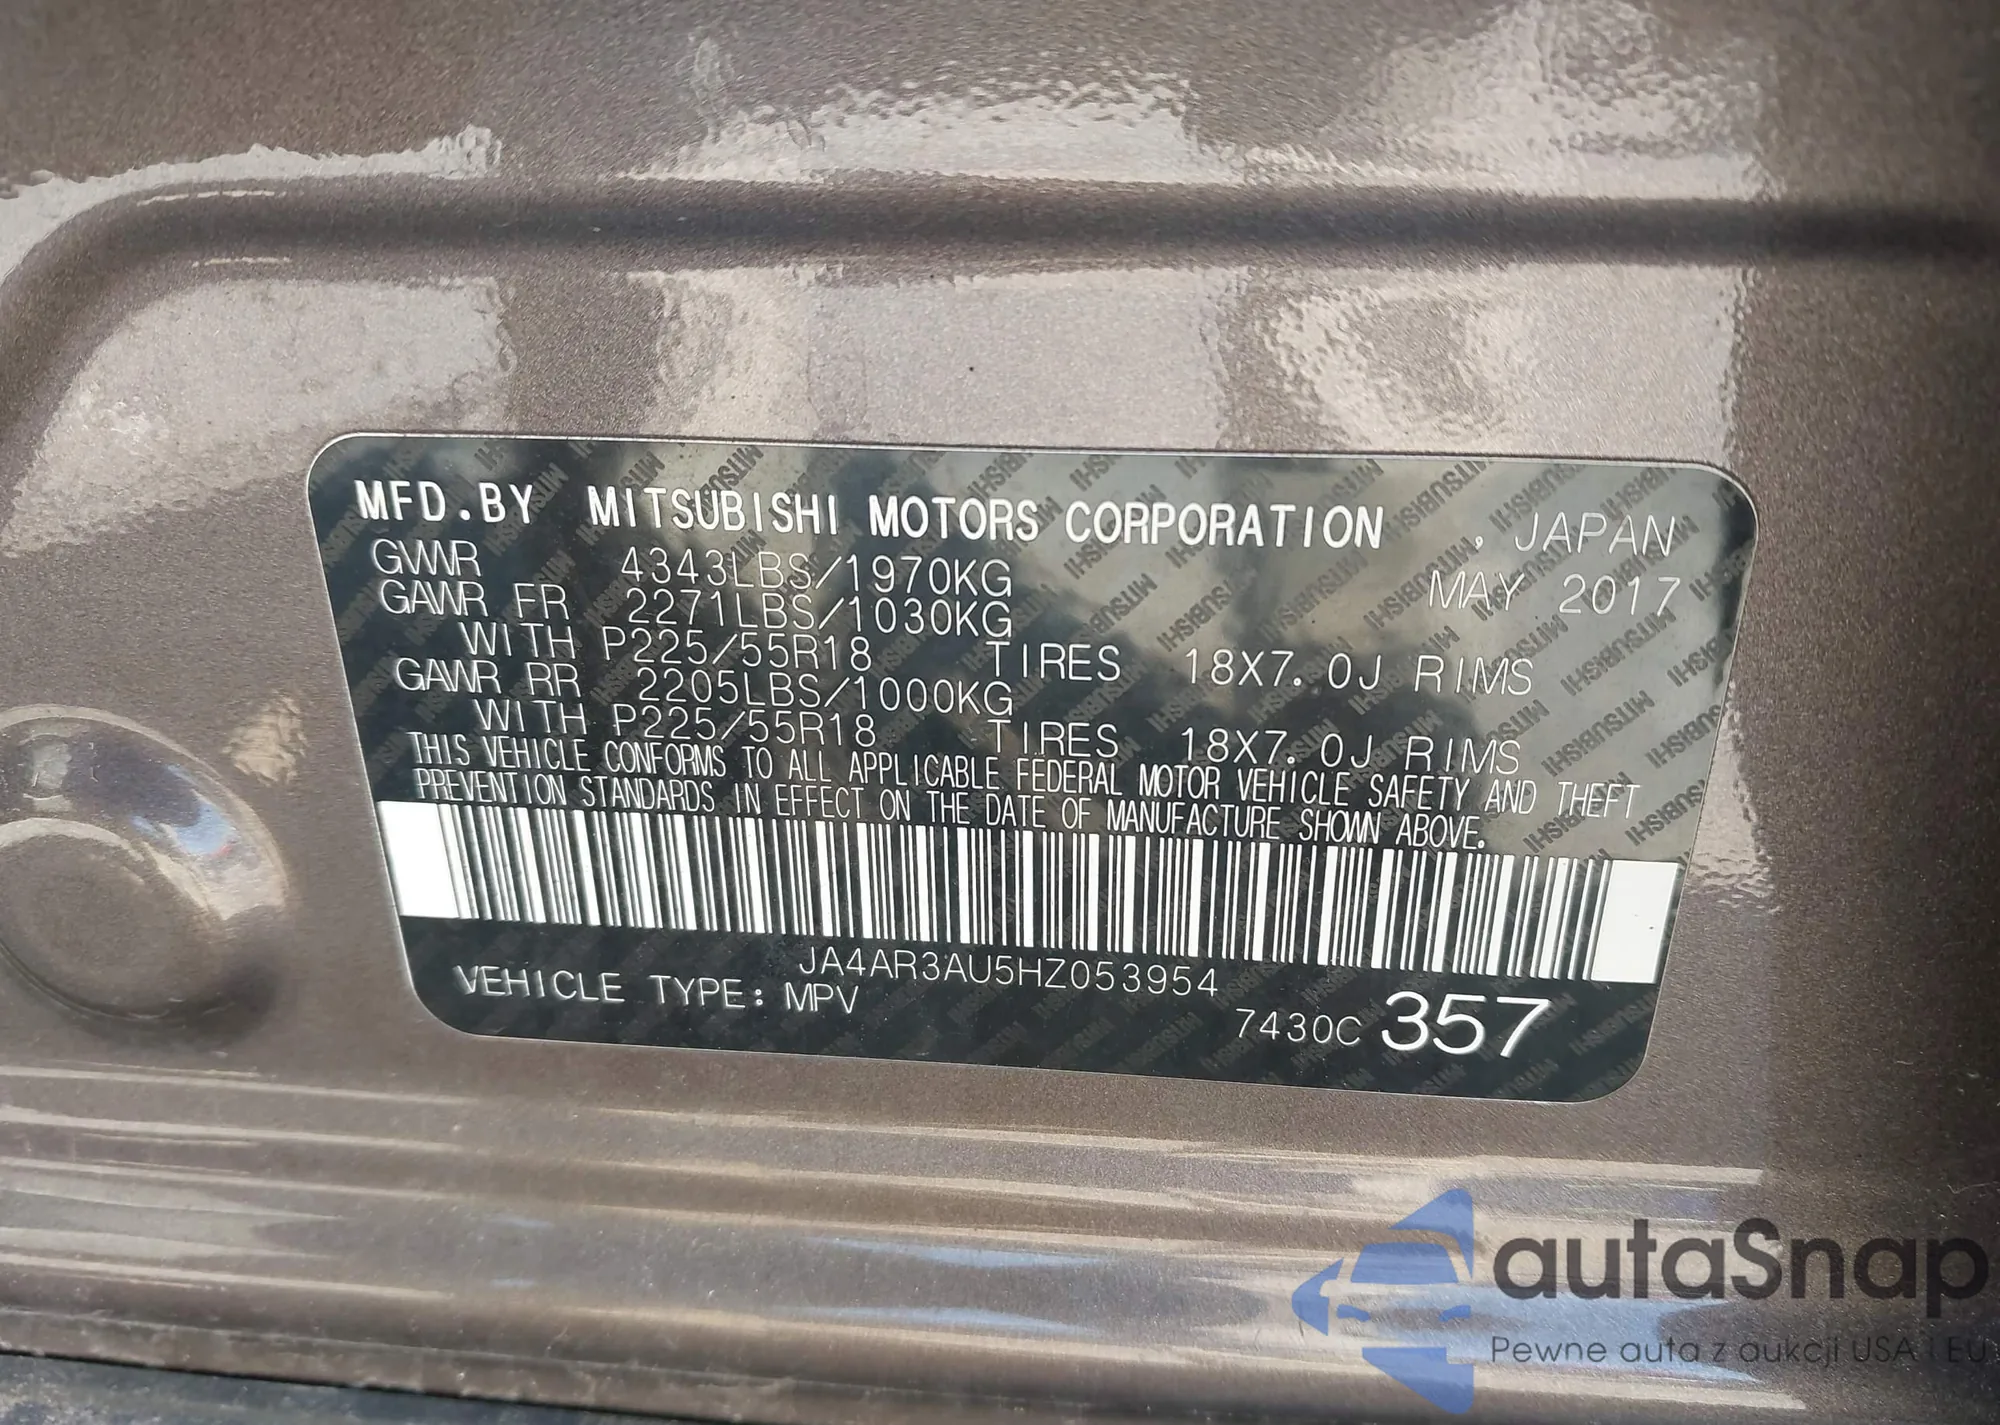 MFD.BY MITSUBISHI MOTORS CORPORATION , JAPAN
GVWR 4343LBS/1970KG MAY 2017
GAWR FR 2271LBS/1030KG
WITH P225/55R18 TIRES 18X7.0J RIMS
GAWR RR 2205LBS/1000KG
WITH P225/55R18 TIRES 18X7.0J RIMS
THIS VEHICLE CONFORMS TO ALL APPLICABLE FEDERAL MOTOR VEHICLE SAFETY AND THEFT
PREVENTION STANDARDS IN EFFECT ON THE DATE OF MANUFACTURE SHOWN ABOVE.
JA4AR3AU5HZ053954
VEHICLE TYPE: MPV
7430C 357
autaSnap
Pewne auta z aukcji USA i EU